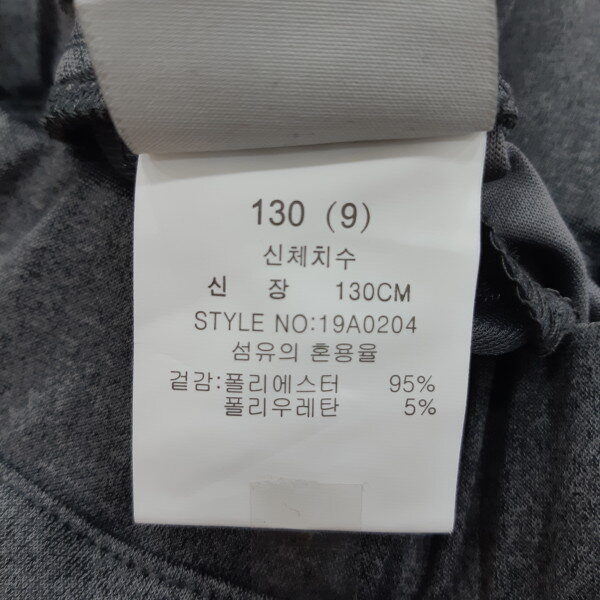 130 (9)
신체치수
신 장 130CM
STYLE NO:19A0204
섬유의 혼용율
겉감:폴리에스터 95%
폴리우레탄 5%